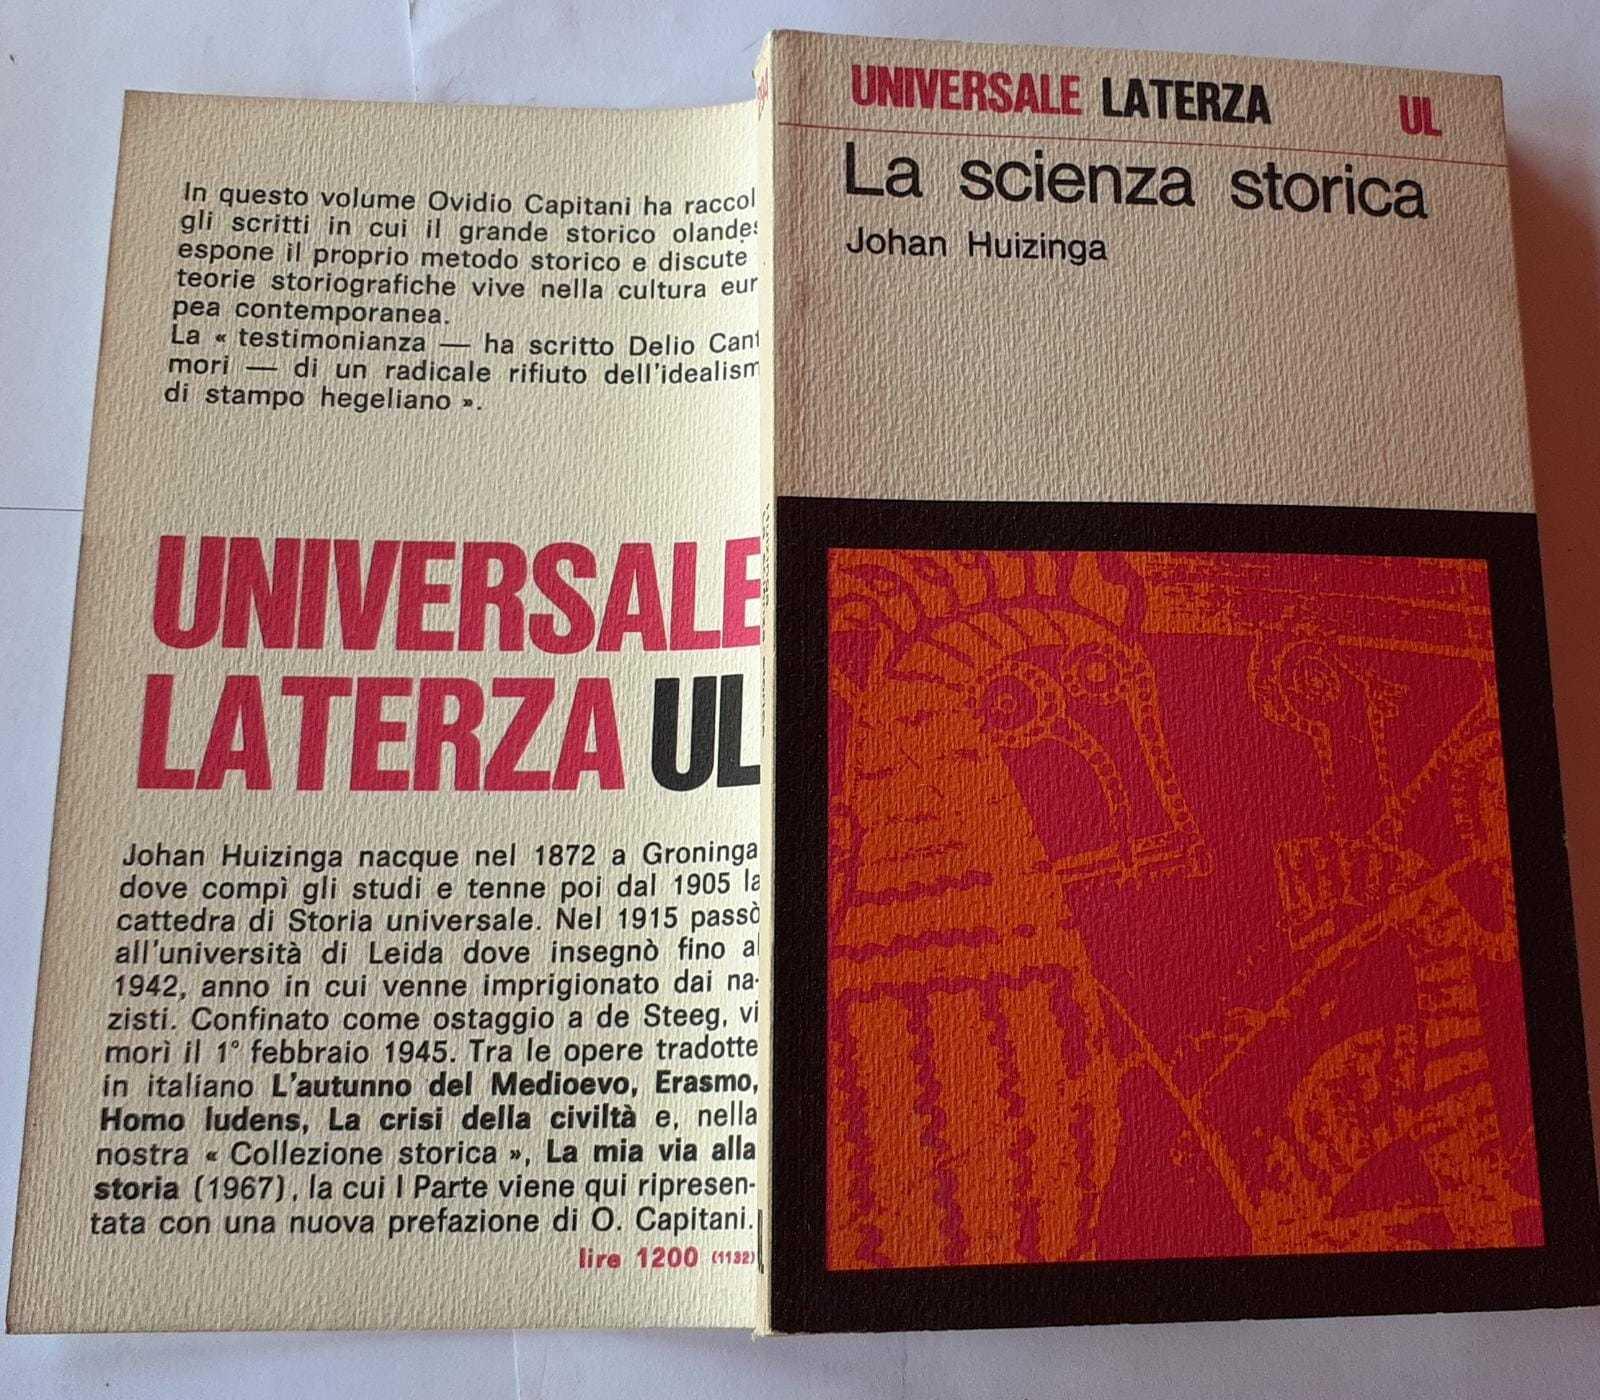 In questo volume Ovidio Capitani ha raccol
gli scritti in cui il grande storico olande
espone il proprio metodo storico e discute
teorie storiografiche vive nella cultura eur
pea contemporanea.
La « testimonianza — ha scritto Delio Cant
mori — di un radicale rifiuto dell'idealism
di stampo hegeliano ».
UNIVERSALE
LATERZA UL
Johan Huizinga nacque nel 1872 a Groninga
dove compì gli studi e tenne poi dal 1905 la
cattedra di Storia universale. Nel 1915 passò
all'università di Leida dove insegnò fino al
1942, anno in cui venne imprigionato dai na-
zisti. Confinato come ostaggio a de Steeg, vi
morì il 1° febbraio 1945. Tra le opere tradotte
in italiano L'autunno del Medioevo, Erasmo,
Homo ludens, La crisi della civiltà e, nella
nostra « Collezione storica », La mia via alla
storia (1967), la cui I Parte viene qui ripresen-
tata con una nuova prefazione di O. Capitani.
lire 1200 (1132)
UNIVERSALE LATERZA UL
La scienza storica
Johan Huizinga